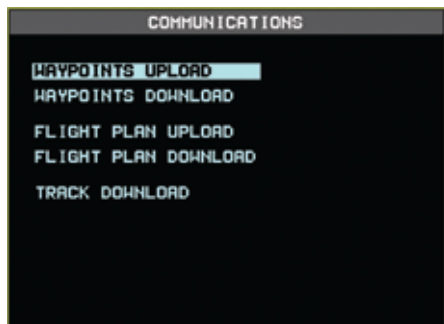 COMMUNICATIONS
WAYPOINTS UPLOAD
WAYPOINTS DOWNLOAD
FLIGHT PLAN UPLOAD
FLIGHT PLAN DOWNLOAD
TRACK DOWNLOAD